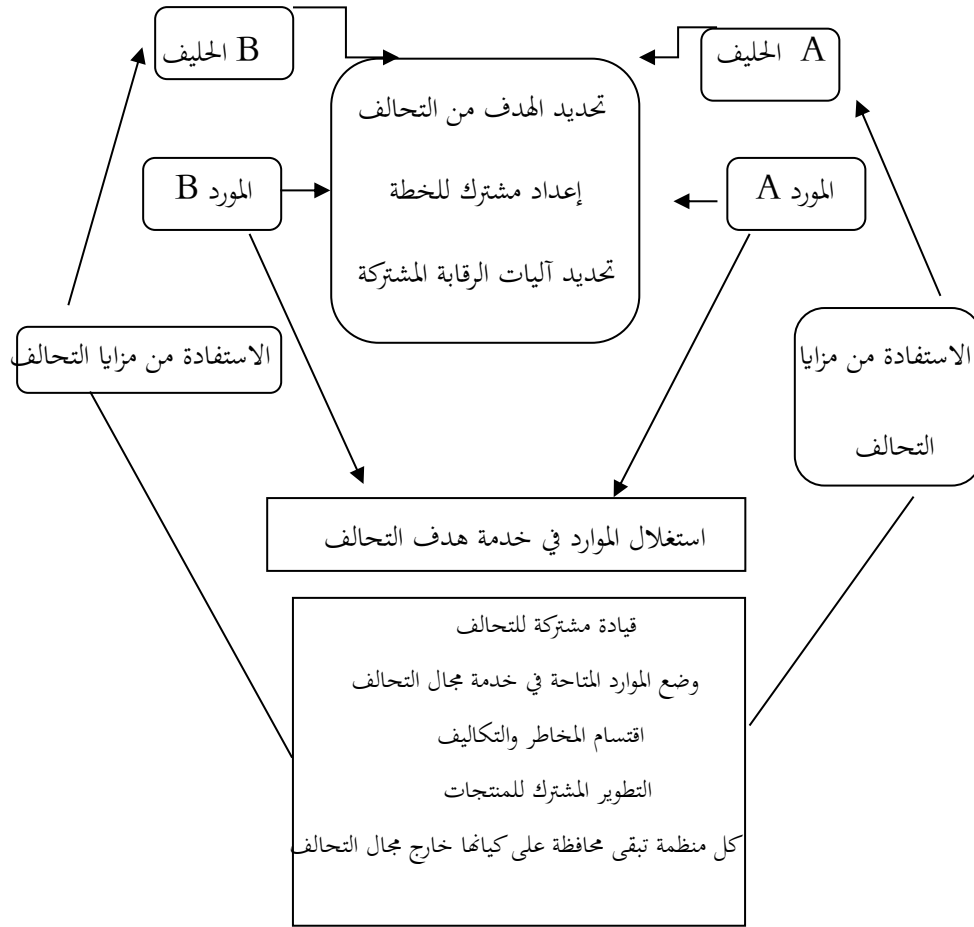 الحليف A
الحليف B
تحديد الهدف من التحالف
إعداد مشترك للخطة
تحديد آليات الرقابة المشتركة
المورد A
المورد B
الاستفادة من مزايا
التحالف
الاستفادة من مزايا التحالف
استغلال الموارد في خدمة هدف التحالف
قيادة مشتركة للتحالف
وضع الموارد المتاحة في خدمة مجال التحالف
اقتسام المخاطر والتكاليف
التطوير المشترك للمنتجات
كل منظمة تبقى محافظة على كيانها خارج مجال التحالف